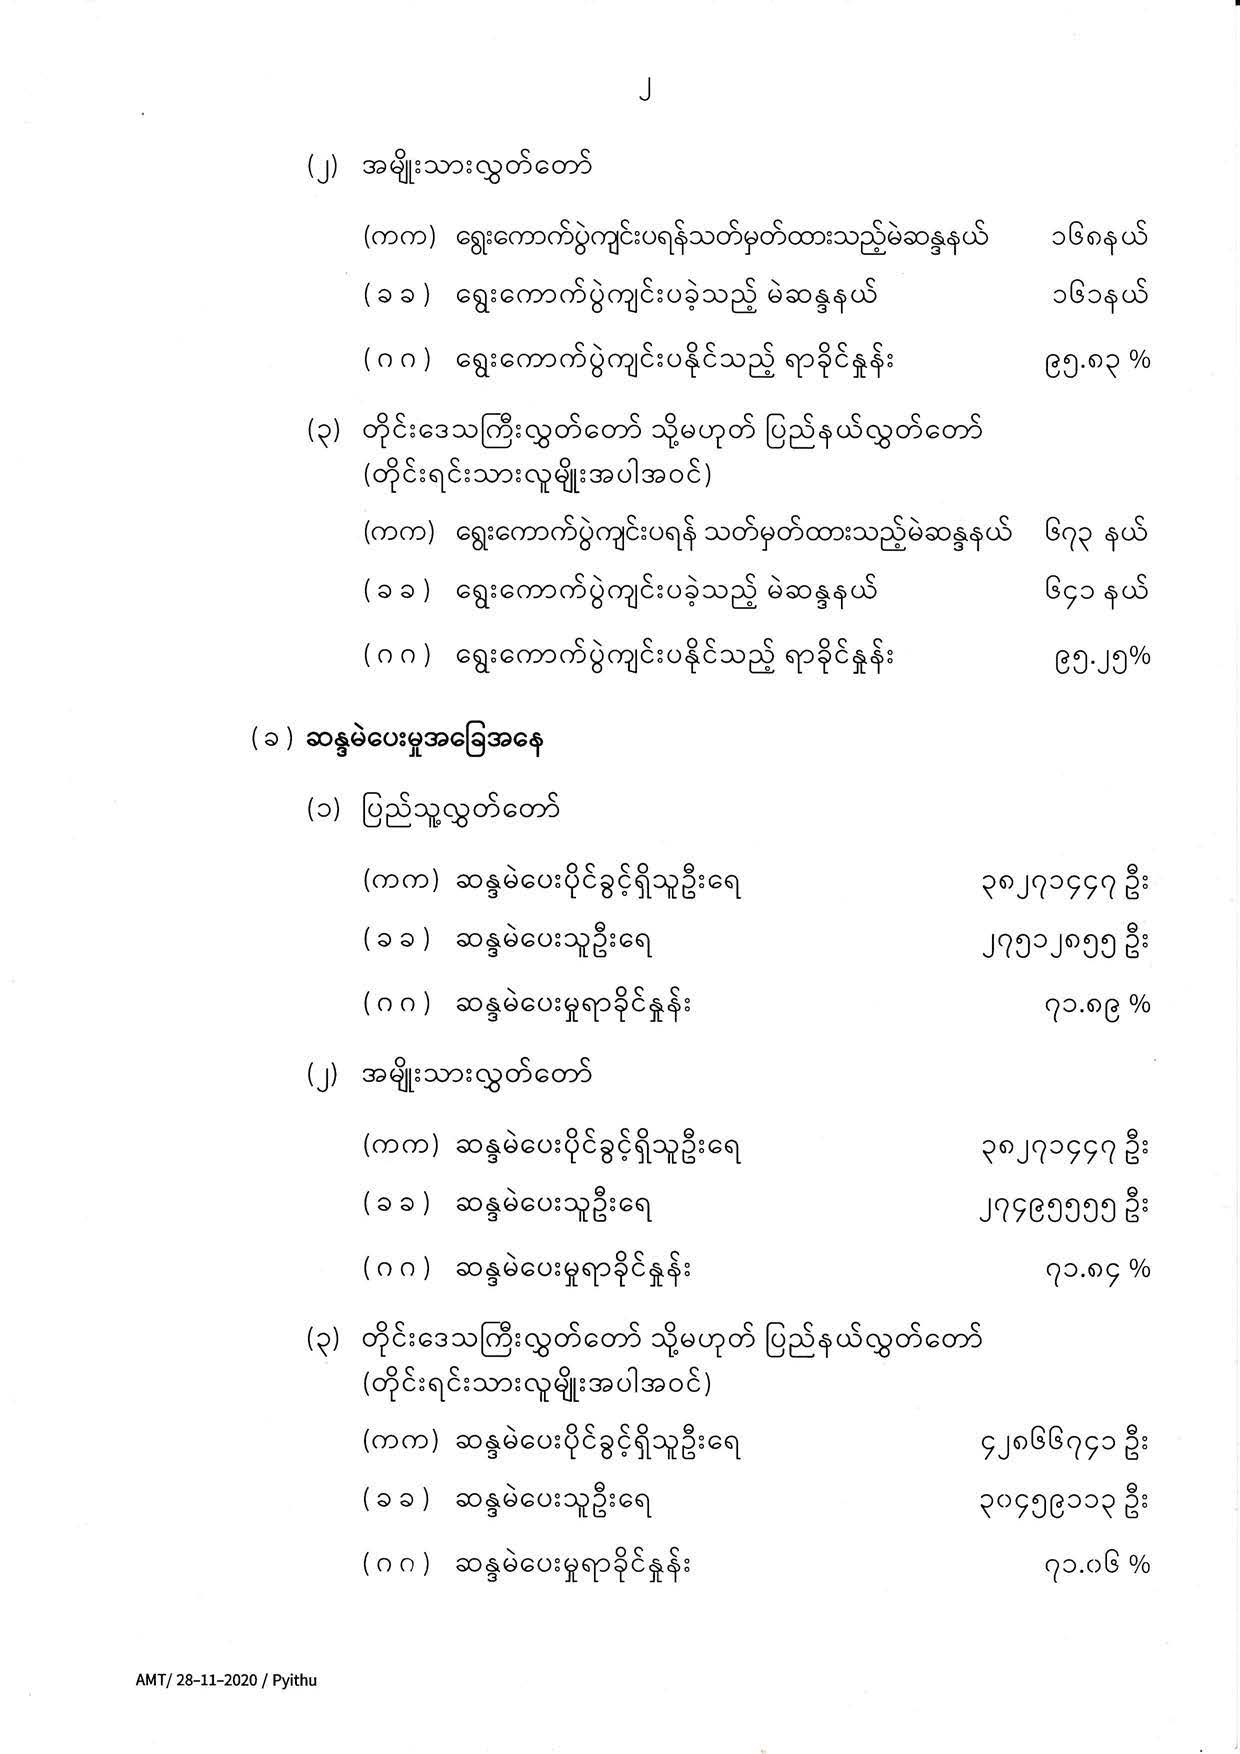 ၂
(၂) အမျိုးသားလွှတ်တော်
(ကက) ရွေးကောက်ပွဲကျင်းပရန်သတ်မှတ်ထားသည့်မဲဆန္ဒနယ် ၁၆၈နယ်
( ခ ခ ) ရွေးကောက်ပွဲကျင်းပခဲ့သည့် မဲဆန္ဒနယ် ၁၆၁နယ်
( ဂ ဂ ) ရွေးကောက်ပွဲကျင်းပနိုင်သည့် ရာခိုင်နှုန်း ၉၅.၈၃ %
(၃) တိုင်းဒေသကြီးလွှတ်တော် သို့မဟုတ် ပြည်နယ်လွှတ်တော်
(တိုင်းရင်းသားလူမျိုးအပါအဝင်)
(ကက) ရွေးကောက်ပွဲကျင်းပရန် သတ်မှတ်ထားသည့်မဲဆန္ဒနယ် ၆၇၃ နယ်
( ခ ခ ) ရွေးကောက်ပွဲကျင်းပခဲ့သည့် မဲဆန္ဒနယ် ၆၄၁ နယ်
( ဂ ဂ ) ရွေးကောက်ပွဲကျင်းပနိုင်သည့် ရာခိုင်နှုန်း ၉၅.၂၅%
( ခ ) ဆန္ဒမဲပေးမှုအခြေအနေ
(၁) ပြည်သူ့လွှတ်တော်
(ကက) ဆန္ဒမဲပေးပိုင်ခွင့်ရှိသူဦးရေ ၃၈၂၇၁၄၄၇ ဦး
( ခ ခ ) ဆန္ဒမဲပေးသူဦးရေ ၂၇၅၁၂၈၅၅ ဦး
( ဂ ဂ ) ဆန္ဒမဲပေးမှုရာခိုင်နှုန်း ၇၁.၈၉ %
(၂) အမျိုးသားလွှတ်တော်
(ကက) ဆန္ဒမဲပေးပိုင်ခွင့်ရှိသူဦးရေ ၃၈၂၇၁၄၄၇ ဦး
( ခ ခ ) ဆန္ဒမဲပေးသူဦးရေ ၂၇၄၉၅၅၅၅ ဦး
( ဂ ဂ ) ဆန္ဒမဲပေးမှုရာခိုင်နှုန်း ၇၁.၈၄ %
(၃) တိုင်းဒေသကြီးလွှတ်တော် သို့မဟုတ် ပြည်နယ်လွှတ်တော်
(တိုင်းရင်းသားလူမျိုးအပါအဝင်)
(ကက) ဆန္ဒမဲပေးပိုင်ခွင့်ရှိသူဦးရေ ၄၂၈၆၆၇၄၁ ဦး
( ခ ခ ) ဆန္ဒမဲပေးသူဦးရေ ၃၀၄၅၉၁၁၃ ဦး
( ဂ ဂ ) ဆန္ဒမဲပေးမှုရာခိုင်နှုန်း ၇၁.၀၆ %
AMT/ 28-11-2020 / Pyithu